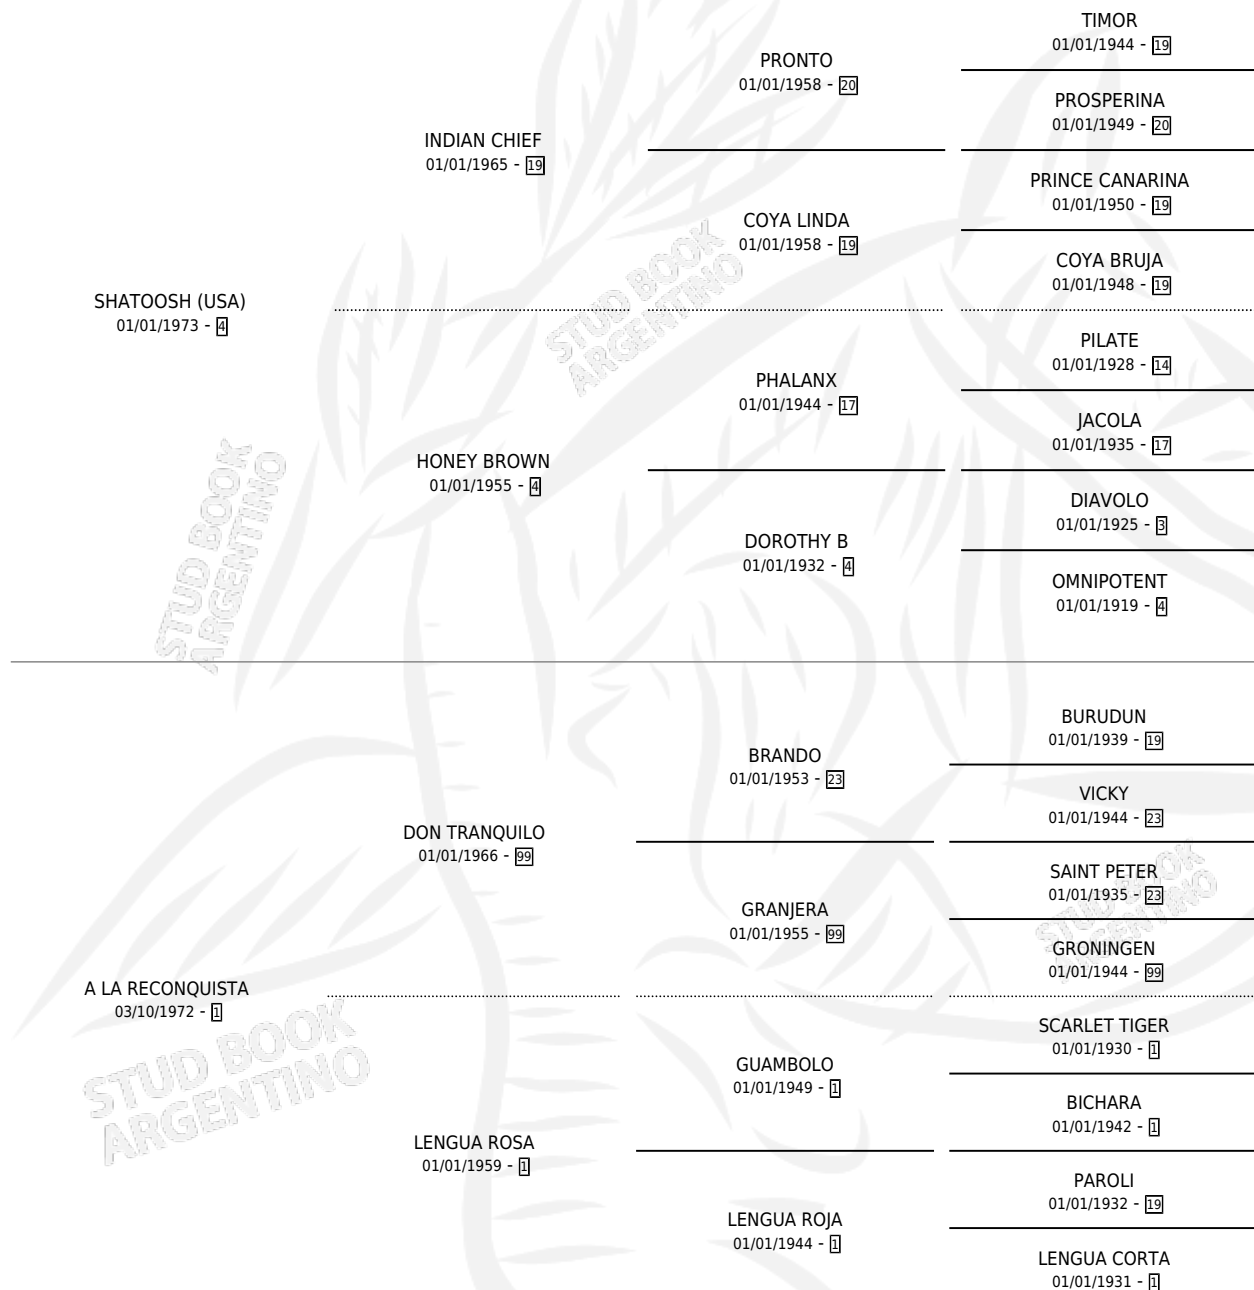 TIMOR
01/01/1944 - 19
PRONTO
01/01/1958 - 20
PROSPERINA
01/01/1949 - 20
INDIAN CHIEF
01/01/1965 - 19
PRINCE CANARINA
01/01/1950 - 19
COYA LINDA
01/01/1958 - 19
COYA BRUJA
01/01/1948 - 19
SHATOOSH (USA)
01/01/1973 - 4
PILATE
01/01/1928 - 14
PHALANX
01/01/1944 - 17
JACOLA
01/01/1935 - 17
HONEY BROWN
01/01/1955 - 4
DIAVOLO
01/01/1925 - 3
DOROTHY B
01/01/1932 - 4
OMNIPOTENT
01/01/1919 - 4
BURUDUN
01/01/1939 - 19
BRANDO
01/01/1953 - 23
VICKY
01/01/1944 - 23
DON TRANQUILO
01/01/1966 - 99
SAINT PETER
01/01/1935 - 23
GRANJERA
01/01/1955 - 99
GRONINGEN
01/01/1944 - 99
A LA RECONQUISTA
03/10/1972 - 1
SCARLET TIGER
01/01/1930 - 1
GUAMBOLO
01/01/1949 - 1
BICHARA
01/01/1942 - 1
LENGUA ROSA
01/01/1959 - 1
PAROLI
01/01/1932 - 19
LENGUA ROJA
01/01/1944 - 1
LENGUA CORTA
01/01/1931 - 1
STUD BOOK
ARGENTINO
STUD BOOK
ARGENTINO
STUD BOOK
ARGENTINO
STUD BOOK
ARGENTINO